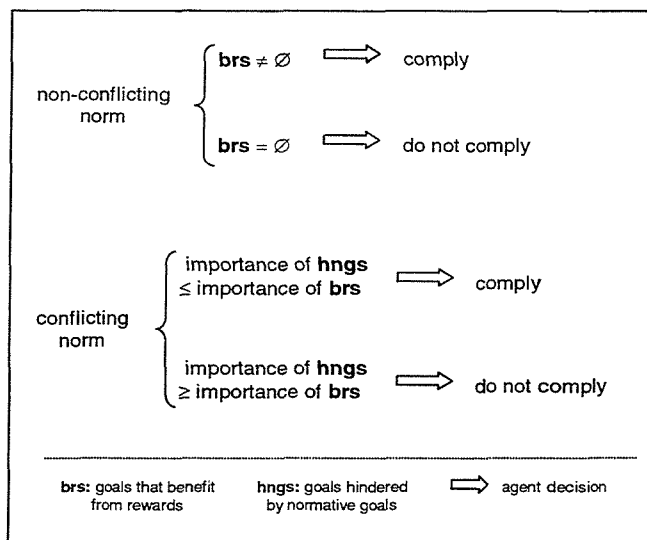 brs ≠ ∅ comply
non-conflicting
norm
brs = ∅ do not comply
importance of hngs
≤ importance of brs
comply
conflicting
norm
importance of hngs
≥ importance of brs
do not comply
brs: goals that benefit
from rewards
hngs: goals hindered
by normative goals
agent decision